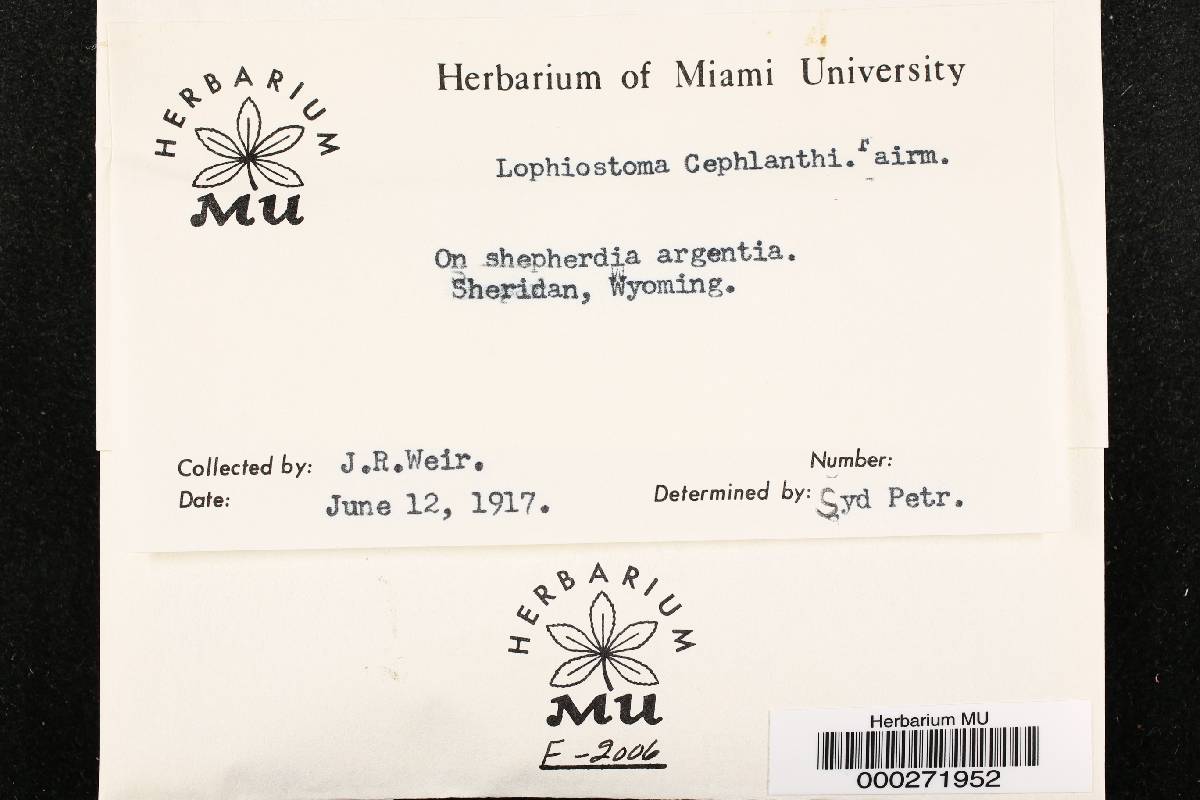 HERBARIUM
MU
Herbarium of Miami University
Lophiostoma Cephlanthi. Fairm.
On shepherdia argentia.
Sheridan, Wyoming.
Collected by: J.R.Weir.
Number:
Date: June 12, 1917.
Determined by: Syd Petr.
HERBARIUM
MU
F-2006
Herbarium MU
000271952